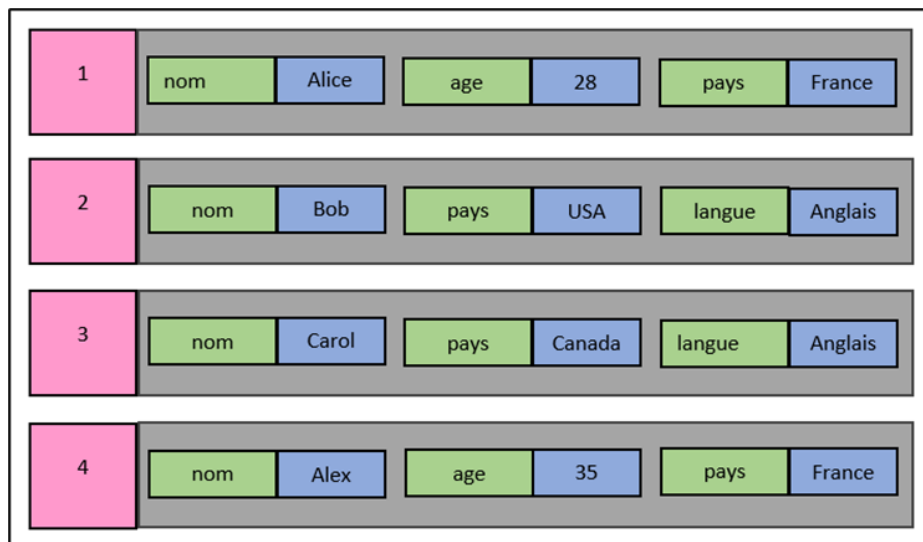 1 nom Alice age 28 pays France
2 nom Bob pays USA langue Anglais
3 nom Carol pays Canada langue Anglais
4 nom Alex age 35 pays France